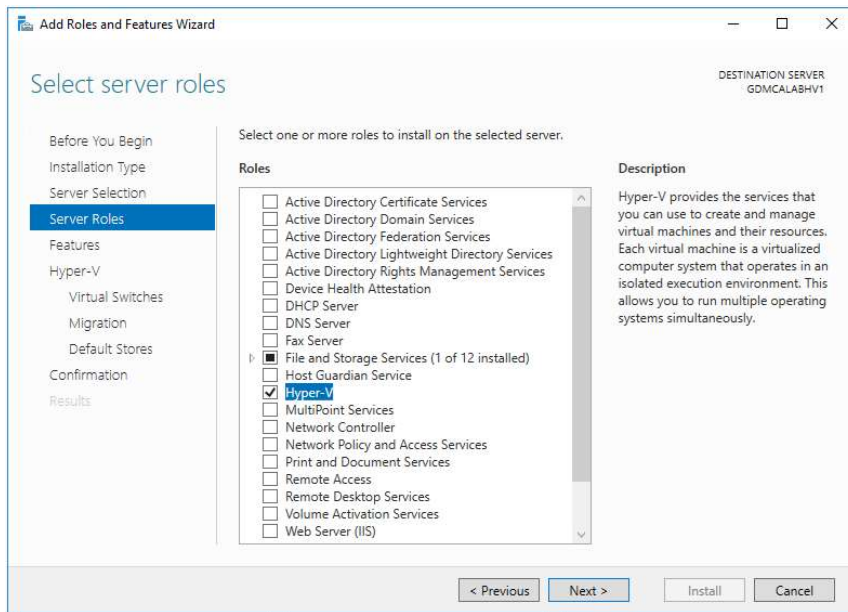 Add Roles and Features Wizard
Select server roles
DESTINATION SERVER
GDMCALABHV1
Before You Begin
Installation Type
Server Selection
Server Roles
Features
Hyper-V
Virtual Switches
Migration
Default Stores
Confirmation
Results
Select one or more roles to install on the selected server.
Roles
Active Directory Certificate Services
Active Directory Domain Services
Active Directory Federation Services
Active Directory Lightweight Directory Services
Active Directory Rights Management Services
Device Health Attestation
DHCP Server
DNS Server
Fax Server
File and Storage Services (1 of 12 installed)
Host Guardian Service
Hyper-V
MultiPoint Services
Network Controller
Network Policy and Access Services
Print and Document Services
Remote Access
Remote Desktop Services
Volume Activation Services
Web Server (IIS)
Description
Hyper-V provides the services that
you can use to create and manage
virtual machines and their resources.
Each virtual machine is a virtualized
computer system that operates in an
isolated execution environment. This
allows you to run multiple operating
systems simultaneously.
< Previous
Next >
Install
Cancel